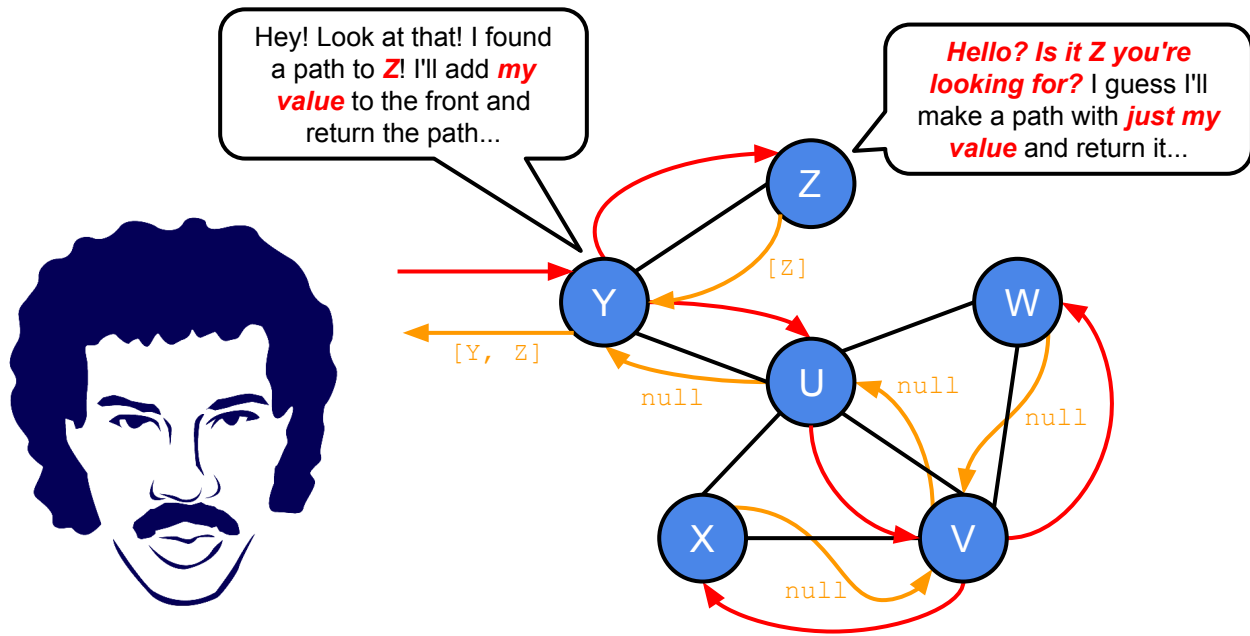 Hey! Look at that! I found
a path to Z! I'll add my
value to the front and
return the path...
Hello? Is it Z you're
looking for? I guess I'll
make a path with just my
value and return it...
Z
[Z]
Y
W
[Y, Z]
U
null
null
null
X
V
null